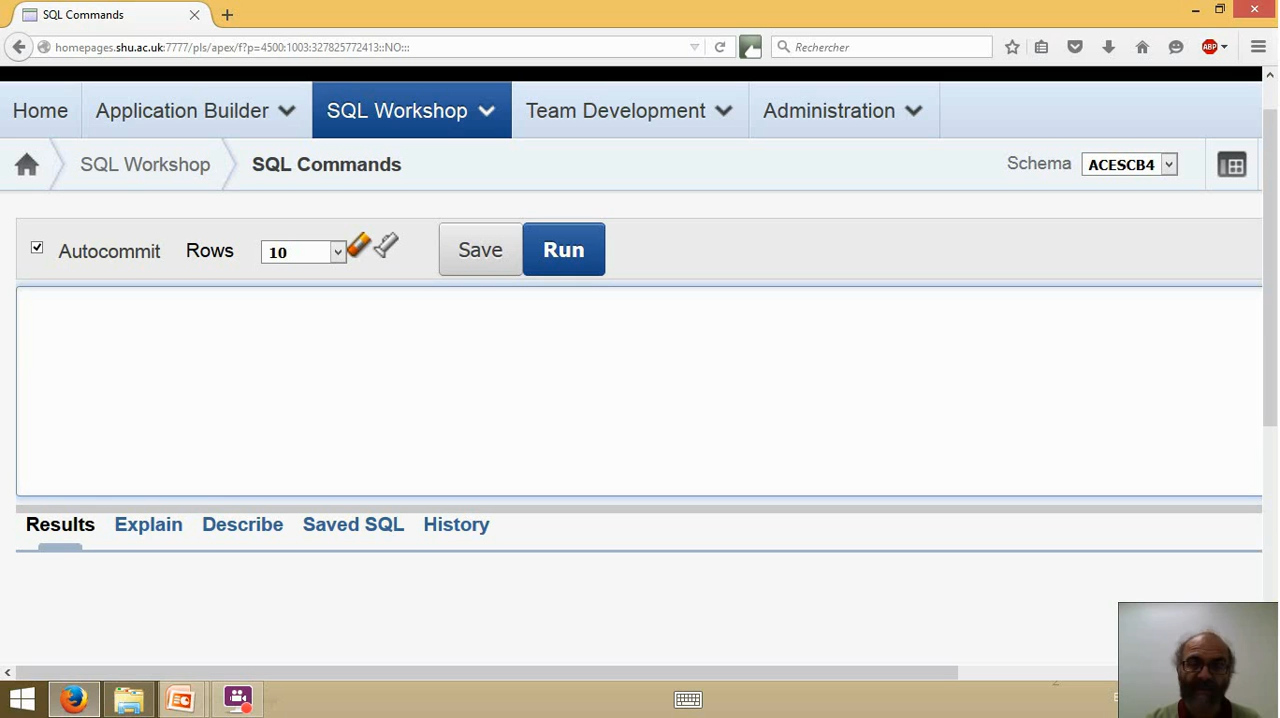 SQL Commands
homepages.shu.ac.uk:7777/pls/apex/f?p=4500:1003:327825772413::NO:::
Rechercher
ABP
Home
Application Builder
SQL Workshop
Team Development
Administration
SQL Workshop
SQL Commands
Schema
ACESCB4
Autocommit
Rows
10
Save
Run
Results
Explain
Describe
Saved SQL
History